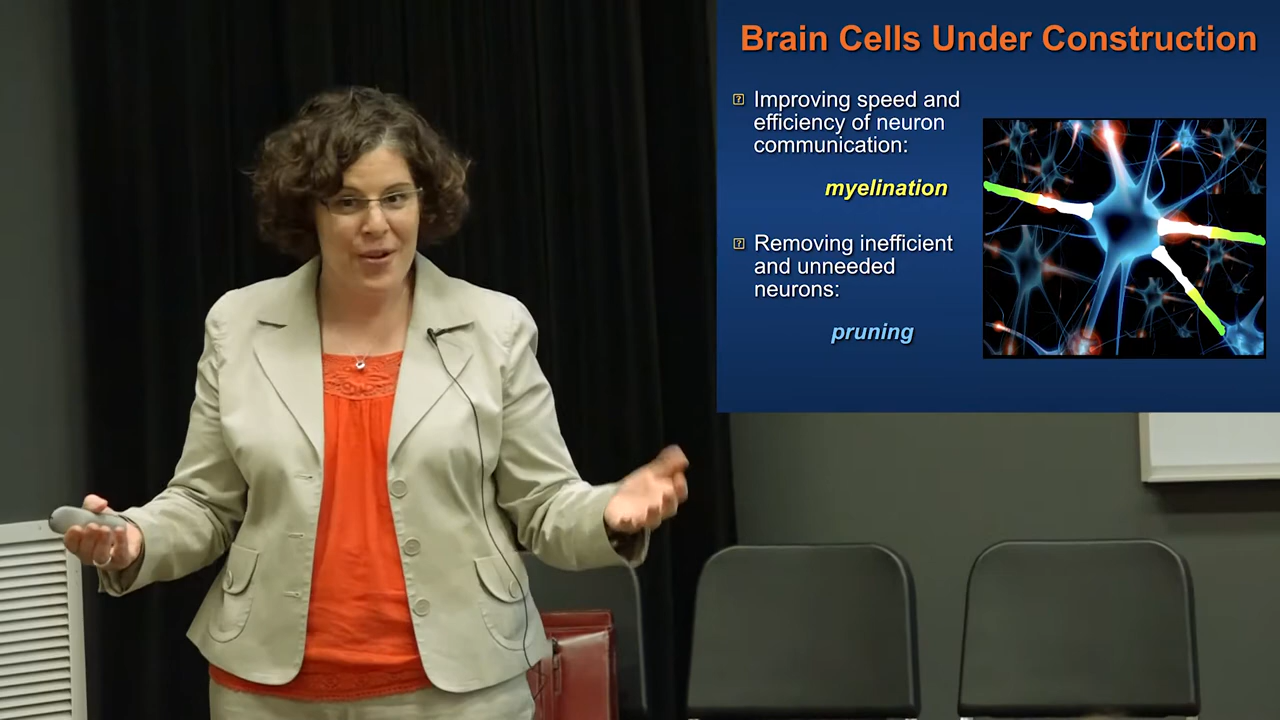 Brain Cells Under Construction
Improving speed and
efficiency of neuron
communication:
myelination
Removing inefficient
and unneeded
neurons:
pruning